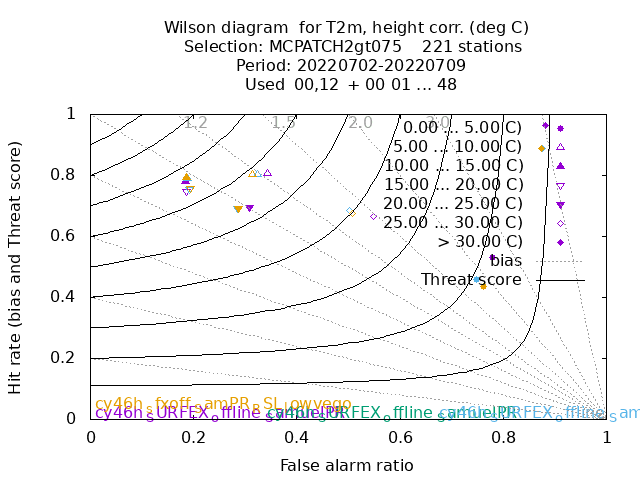 Wilson diagram for T2m, height corr. (deg C)
Selection: MCPATCH2gt075 221 stations
Period: 20220702-20220709
Used 00,12 + 00 01 ... 48
1.2 1.5 2.0 3.0
0.00 ... 5.00 C)
5.00 ... 10.00 C)
10.00 ... 15.00 C)
15.00 ... 20.00 C)
20.00 ... 25.00 C)
25.00 ... 30.00 C)
> 30.00 C)
bias
Threat score
Hit rate (bias and Threat score)
1
0.8
0.6
0.4
0.2
0
0 0.2 0.4 0.6 0.8 1
False alarm ratio
cy46h_sfxoff_samPR_RSL_lowvego
cy46h_SURFEX_offline